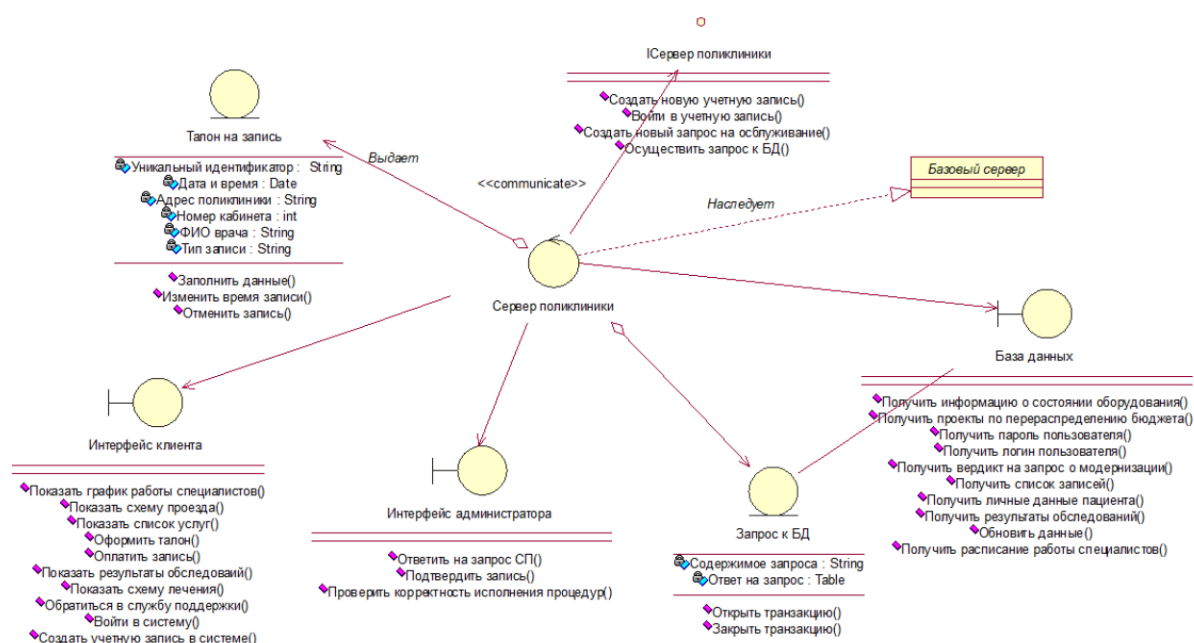 IСервер поликлиники
Создать новую учетную запись()
Войти в учетную запись()
Создать новый запрос на осблуживание()
Осуществить запрос к БД()
Талон на запись
Уникальный идентификатор : String
Дата и время : Date
Адрес поликлиники : String
Номер кабинета : int
ФИО врача : String
Тип записи : String
Заполнить данные()
Изменить время записи()
Отменить запись()
Выдает
<<communicate>>
Базовый сервер
Наследует
Сервер поликлиники
База данных
Получить информацию о состоянии оборудования()
Получить проекты по перераспределению бюджета()
Получить пароль пользователя()
Получить логин пользователя()
Получить вердикт на запрос о модернизации()
Получить список записей()
Получить личные данные пациента()
Получить результаты обследований()
Обновить данные()
Получить расписание работы специалистов()
Интерфейс клиента
Показать график работы специалистов()
Показать схему проезда()
Показать список услуг()
Оформить талон()
Оплатить запись()
Показать результаты обследоваий()
Показать схему лечения()
Обратиться в службу поддержки()
Войти в систему()
Создать учетную запись в системе()
Интерфейс администратора
Ответить на запрос СП()
Подтвердить запись()
Проверить корректность исполнения процедур()
Запрос к БД
Содержимое запроса : String
Ответ на запрос : Table
Открыть транзакцию()
Закрыть транзакцию()